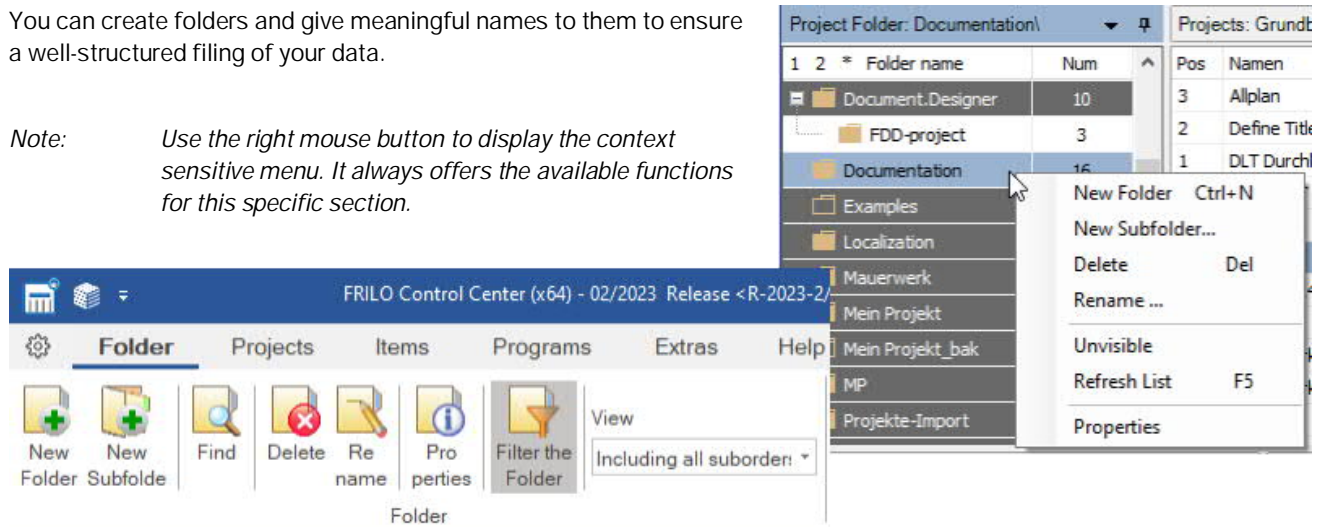 You can create folders and give meaningful names to them to ensure
a well-structured filing of your data.
Note: Use the right mouse button to display the context
sensitive menu. It always offers the available functions
for this specific section.
Project Folder: Documentation\
1 2 * Folder name Num
Document.Designer 10
FDD-project 3
Documentation 16
Examples
Localization
Mauerwerk
Mein Projekt
Mein Projekt_bak
MP
Projekte-Import
Projects: Grundb
Pos Namen
3 Allplan
2 Define Title
1 DLT Durchl
New Folder Ctrl+N
New Subfolder...
Delete Del
Rename ...
Unvisible
Refresh List F5
Properties
FRILO Control Center (x64) - 02/2023 Release <R-2023-2/
Folder Projects Items Programs Extras Help
New
Folder
New
Subfolde
Find
Delete
Re
name
Pro
perties
Filter the
Folder
View
Including all suborder:
Folder